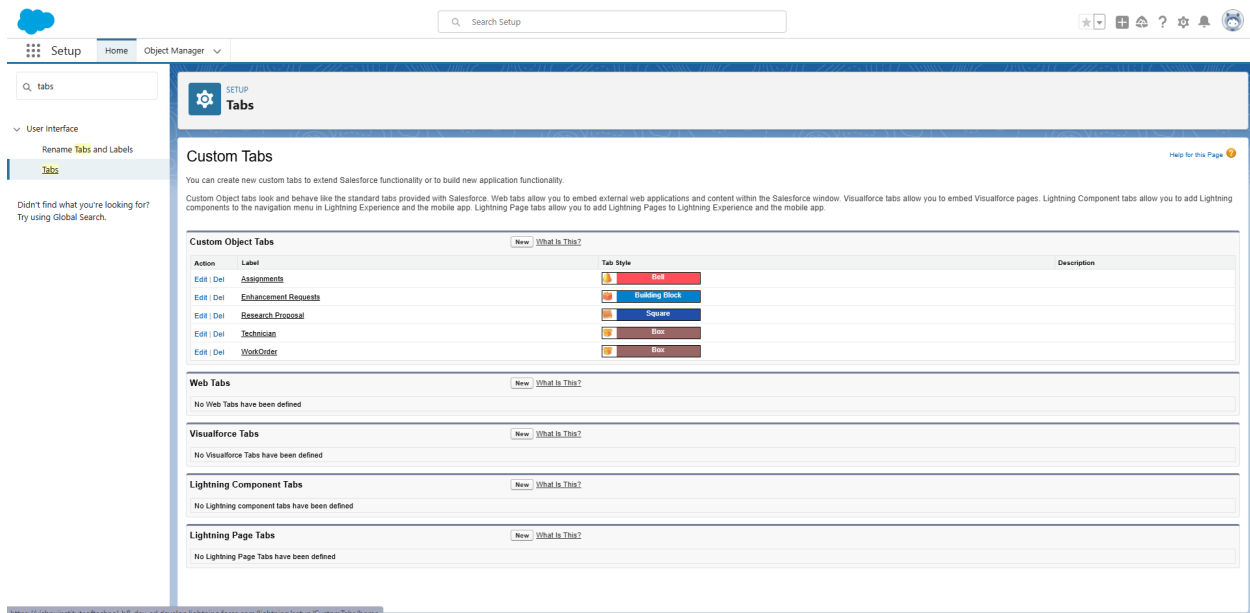 Search Setup
Setup
Home
Object Manager
tabs
User Interface
Rename Tabs and Labels
Tabs
Didn't find what you're looking for?
Try using Global Search.
SETUP
Tabs
Custom Tabs
Help for this Page
You can create new custom tabs to extend Salesforce functionality or to build new application functionality.
Custom Object tabs look and behave like the standard tabs provided with Salesforce. Web tabs allow you to embed external web applications and content within the Salesforce window. Visualforce tabs allow you to embed Visualforce pages. Lightning Component tabs allow you to add Lightning
components to the navigation menu in Lightning Experience and the mobile app. Lightning Page tabs allow you to add Lightning Pages to Lightning Experience and the mobile app.
Custom Object Tabs New What Is This?
Action Label Tab Style Description
Edit | Del Assignments Bell
Edit | Del Enhancement Requests Building Block
Edit | Del Research Proposal Square
Edit | Del Technician Box
Edit | Del WorkOrder Box
Web Tabs New What Is This?
No Web Tabs have been defined
Visualforce Tabs New What Is This?
No Visualforce Tabs have been defined
Lightning Component Tabs New What Is This?
No Lightning component tabs have been defined
Lightning Page Tabs New What Is This?
No Lightning Page Tabs have been defined